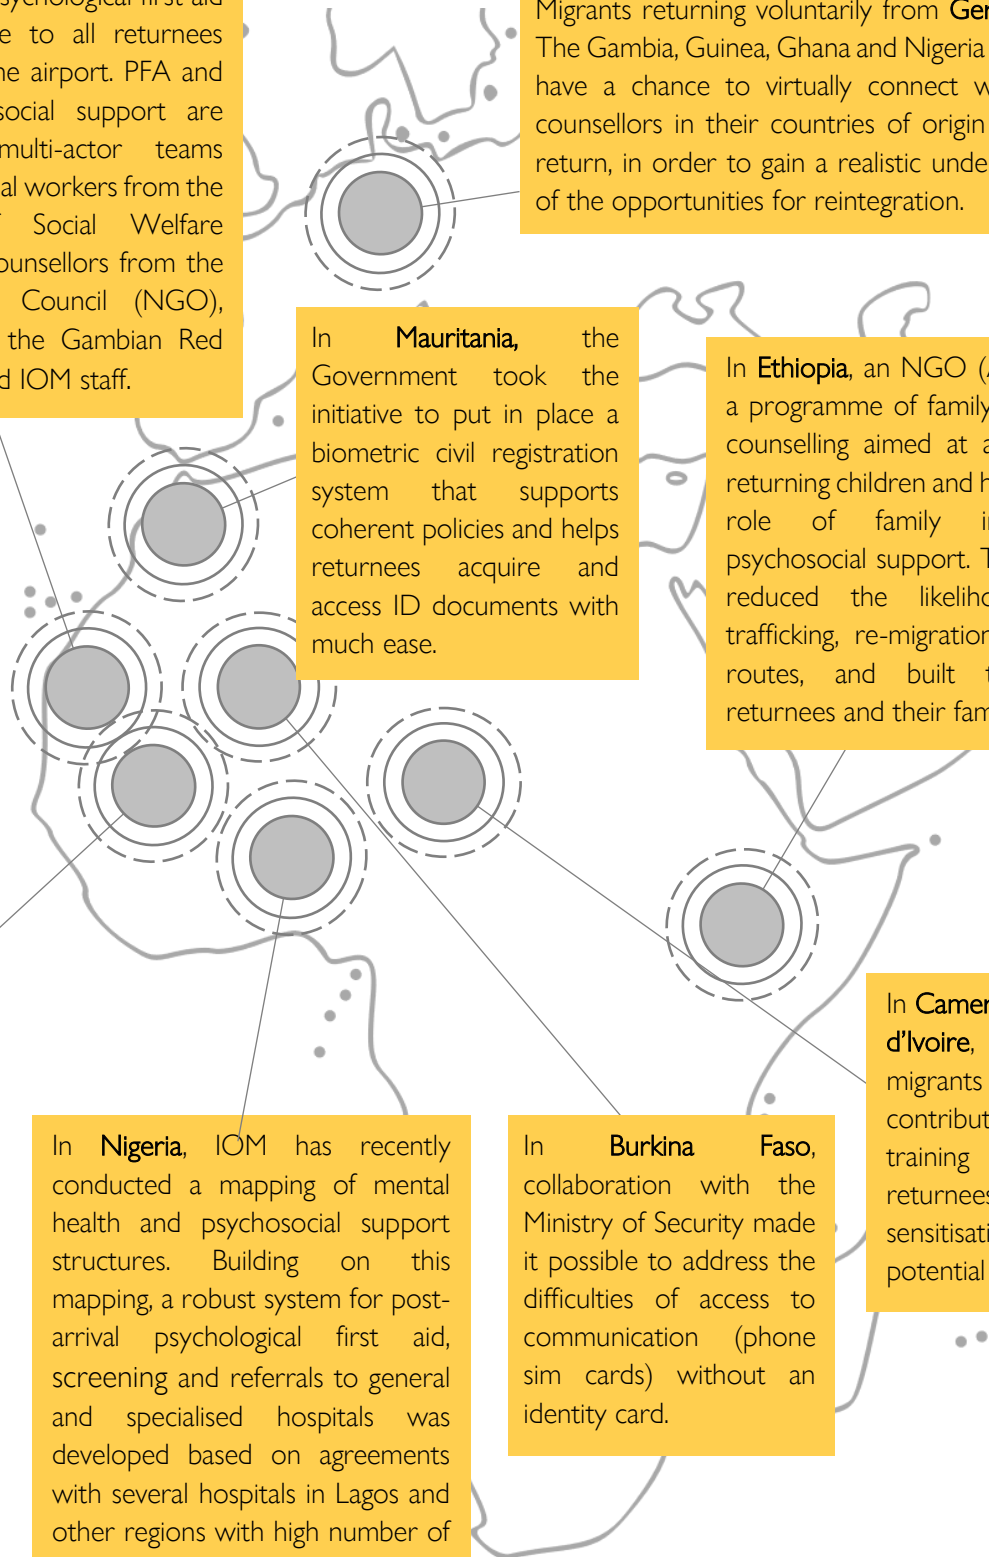 psychological first aid
to all returnees
airport. PFA and
social support are
multi-actor teams
workers from the
Social Welfare
counsellors from the
Council (NGO),
the Gambian Red
IOM staff.
Migrants returning voluntarily from
The Gambia, Guinea, Ghana and Nigeria
have a chance to virtually connect
counsellors in their countries of origin
return, in order to gain a realistic
of the opportunities for reintegration.
In Mauritania, the
Government took the
initiative to put in place a
biometric civil registration
system that supports
coherent policies and helps
returnees acquire and
access ID documents with
much ease.
In Ethiopia, an NGO
a programme of family
counselling aimed at
returning children and
role of family
psychosocial support.
reduced the
trafficking, re-migration
routes, and built
returnees and their
In
d'Ivoire,
migrants
training
potential
In Nigeria, IOM has recently
conducted a mapping of mental
health and psychosocial support
structures. Building on this
mapping, a robust system for post-
arrival psychological first aid,
screening and referrals to general
and specialised hospitals was
developed based on agreements
with several hospitals in Lagos and
other regions with high number of
In Burkina Faso,
collaboration with the
Ministry of Security made
it possible to address the
difficulties of access to
communication (phone
sim cards) without an
identity card.